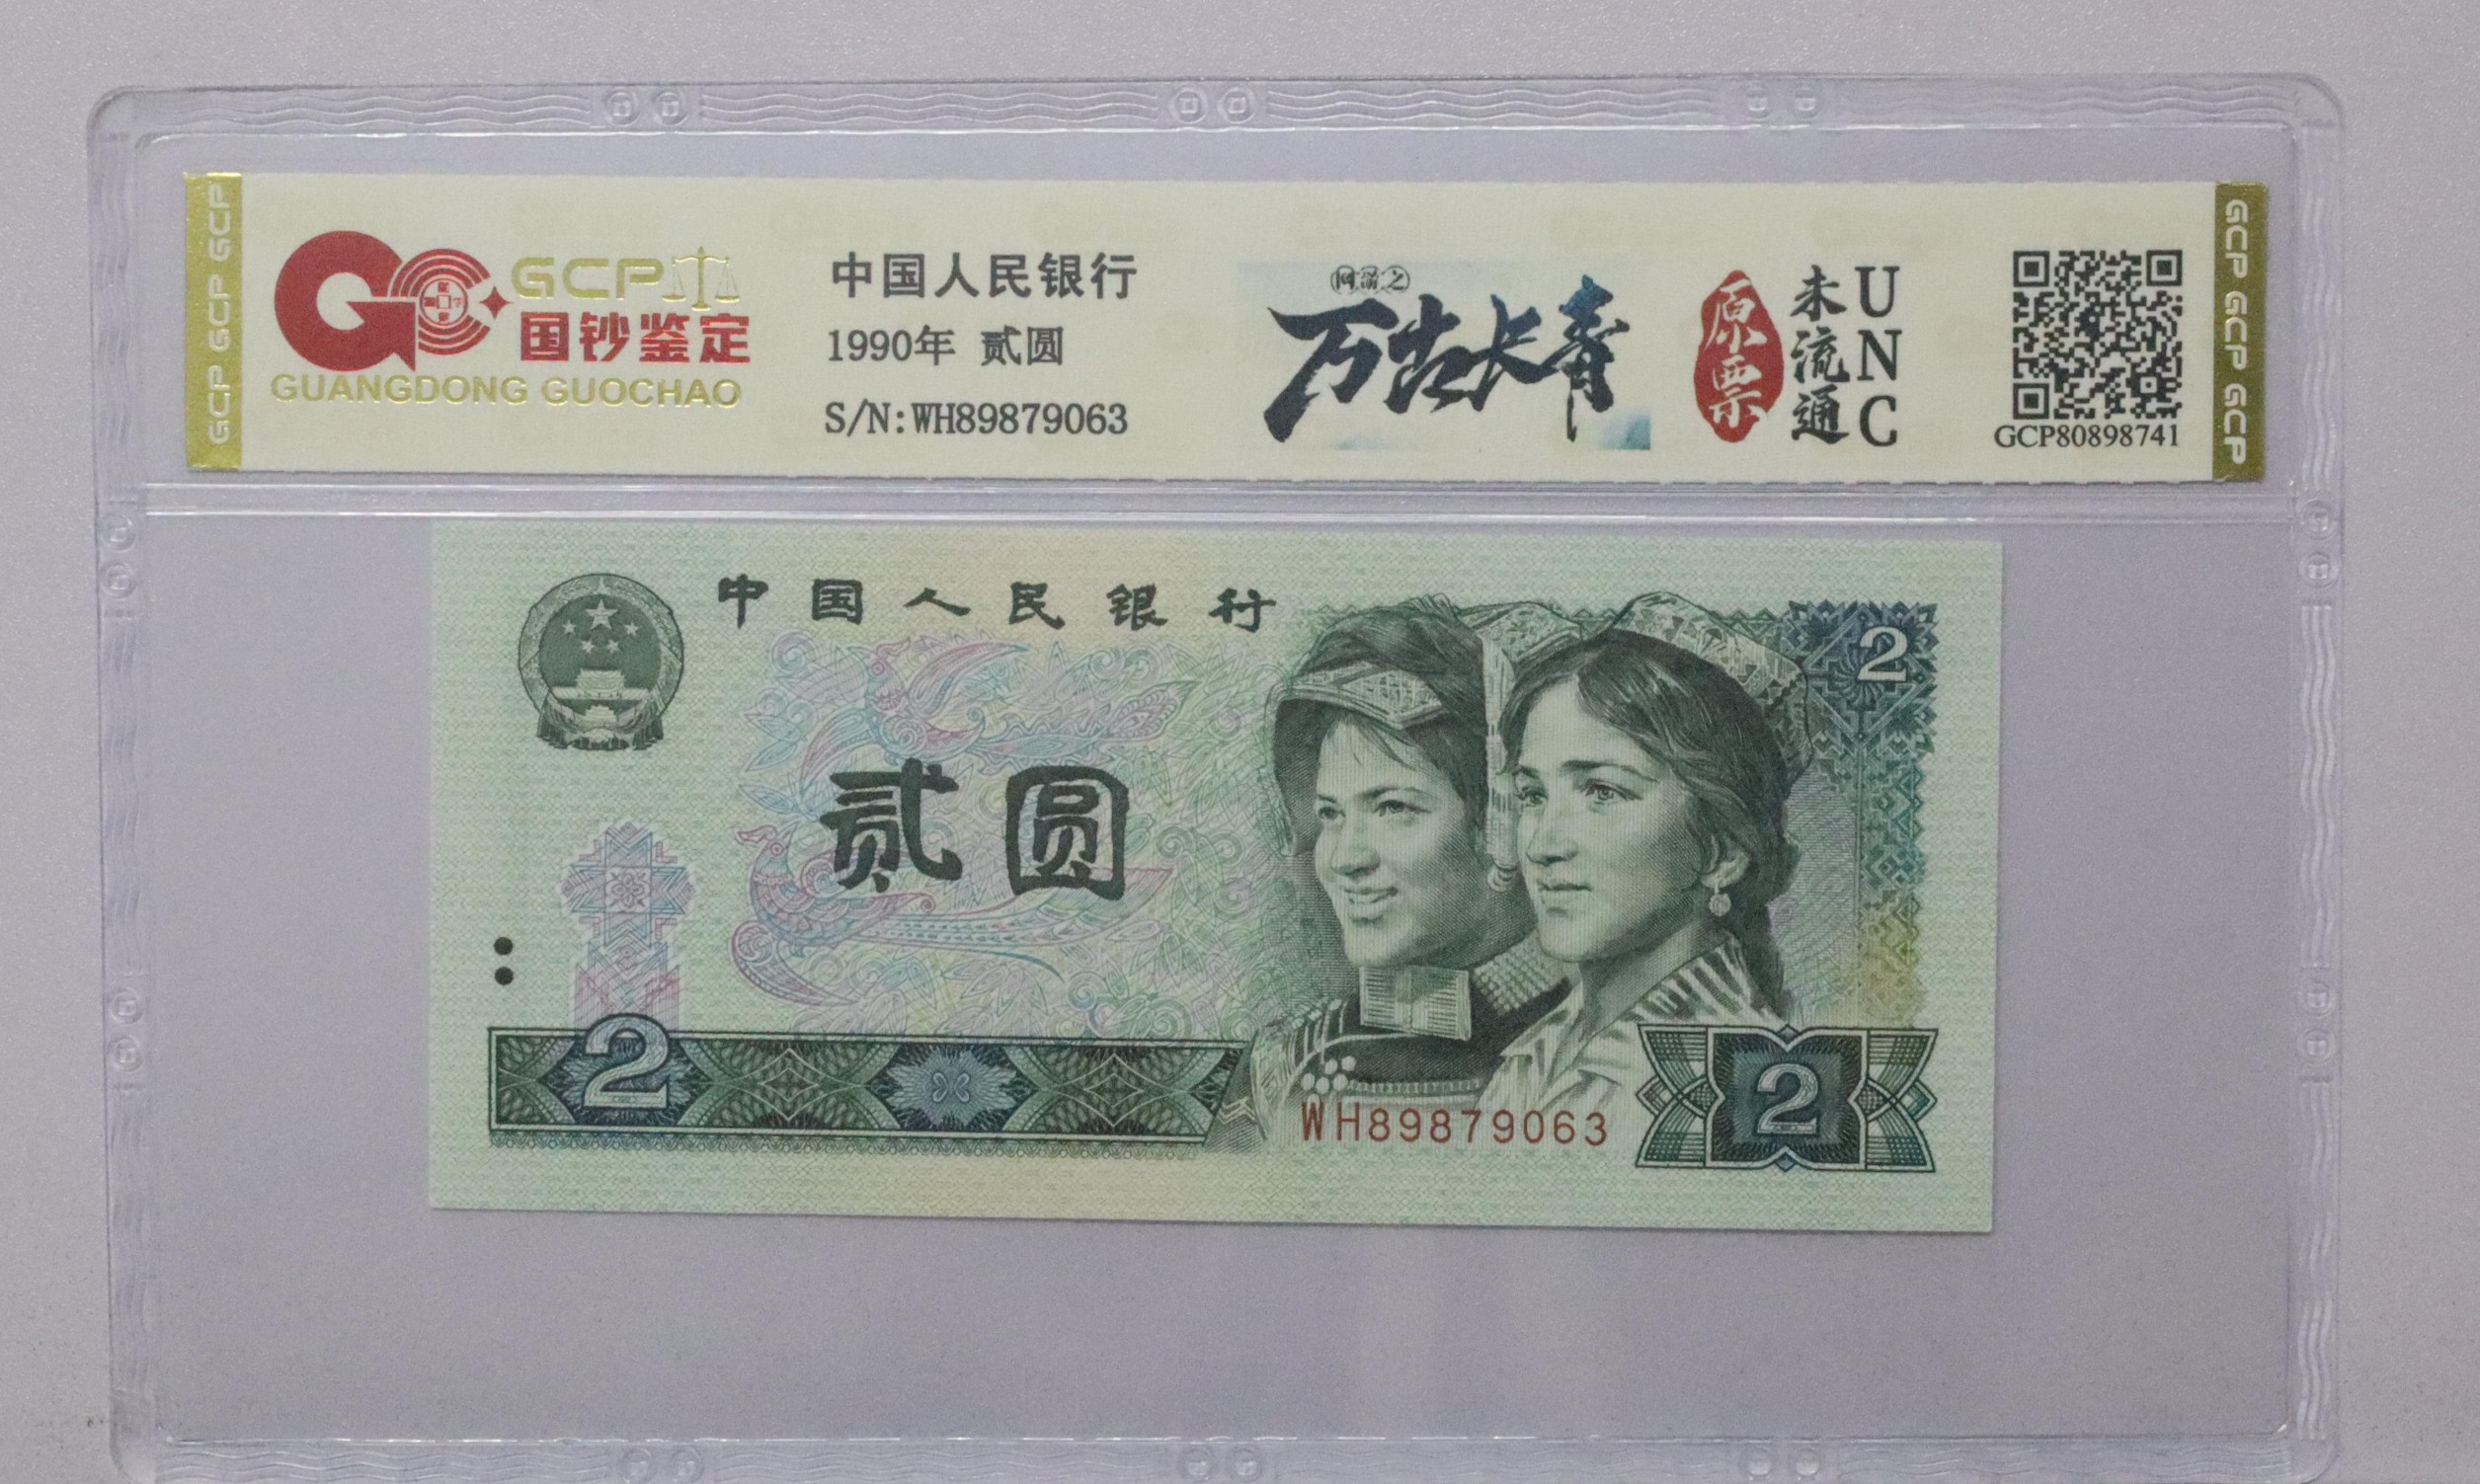 GCP GCP GCP
GCP
国钞鉴定
GUANGDONG GUOCHAO
中国人民银行
1990年 贰圆
S/N:WH89879063
万古长青
原票
未流通
UNC
GCP80898741
GCP GCP GCP
中国人民银行
2
贰圆
2
WH89879063
2